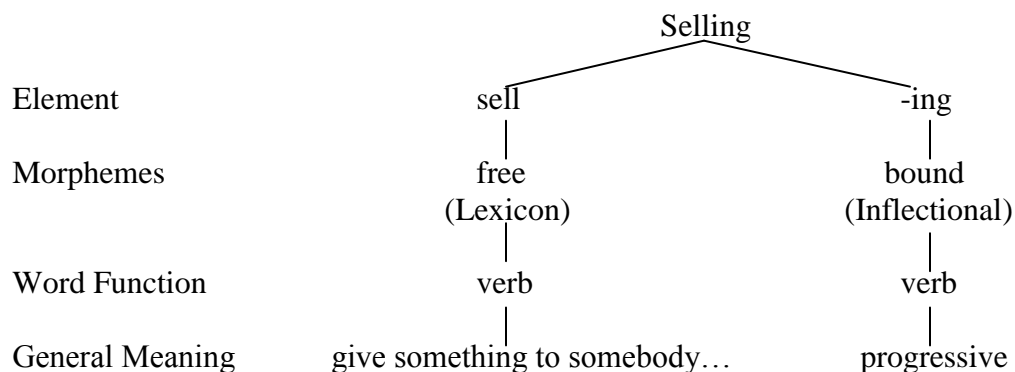 Selling
Element sell -ing
Morphemes free bound
(Lexicon) (Inflectional)
Word Function verb verb
General Meaning give something to somebody… progressive